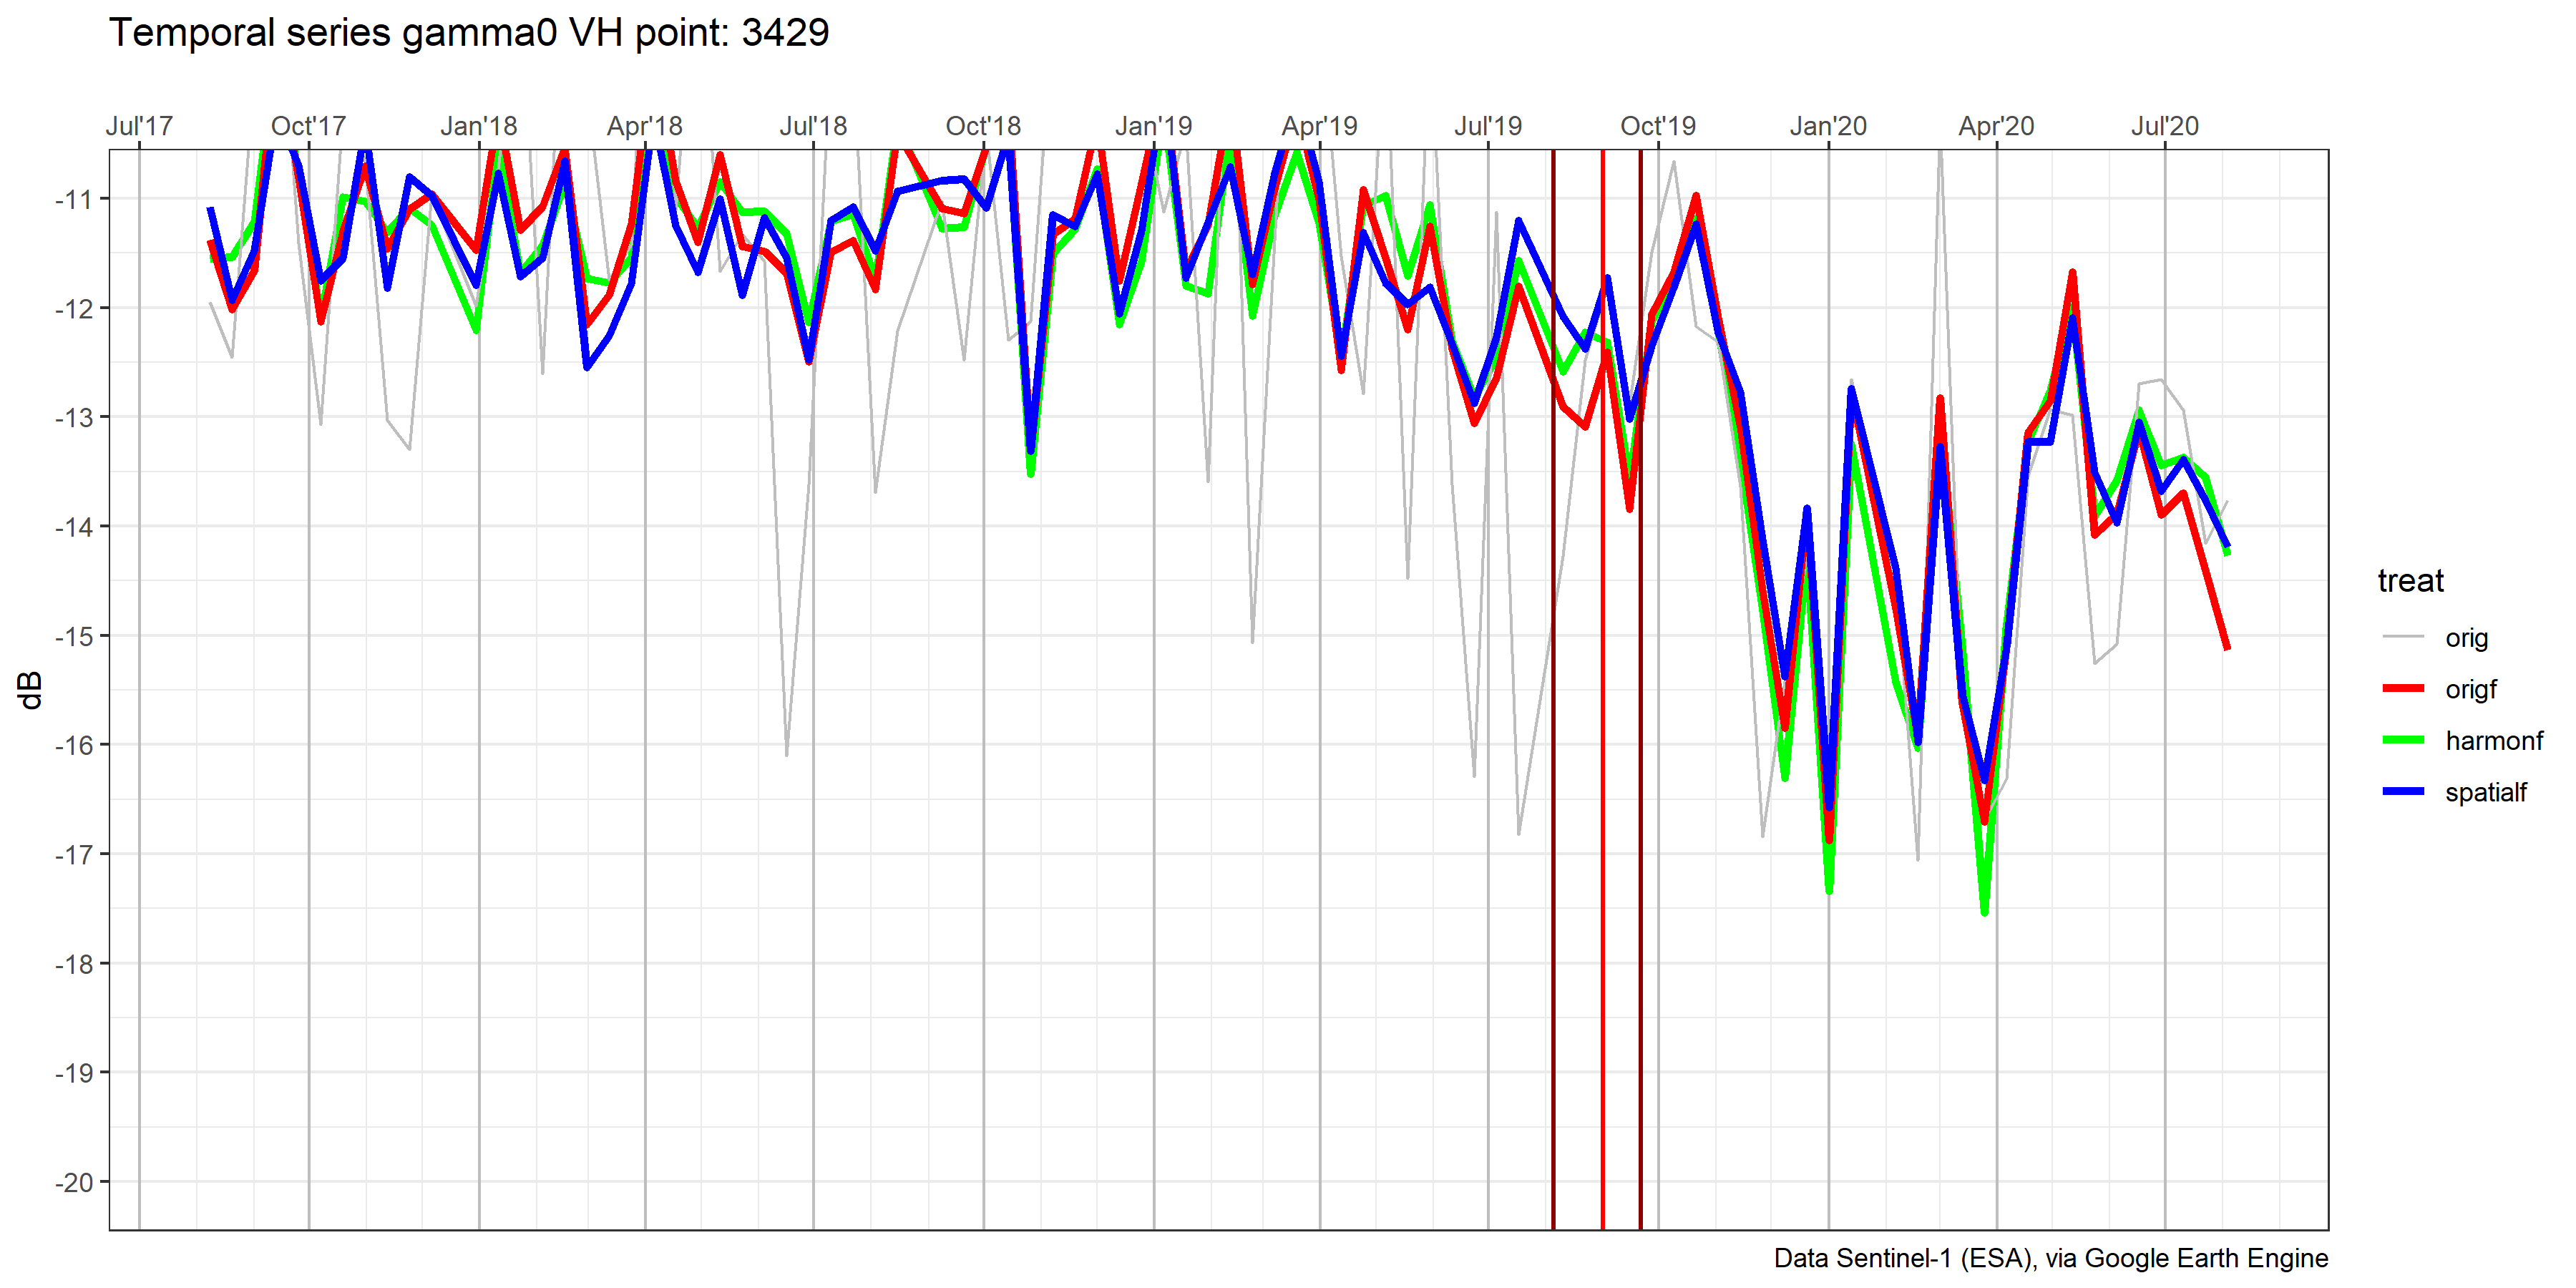 Temporal series gamma0 VH point: 3429
Jul'17 Oct'17 Jan'18 Apr'18 Jul'18 Oct'18 Jan'19 Apr'19 Jul'19 Oct'19 Jan'20 Apr'20 Jul'20
-11
-12
-13
-14
-15
-16
-17
-18
-19
-20
dB
treat
orig
origf
harmonf
spatialf
Data Sentinel-1 (ESA), via Google Earth Engine